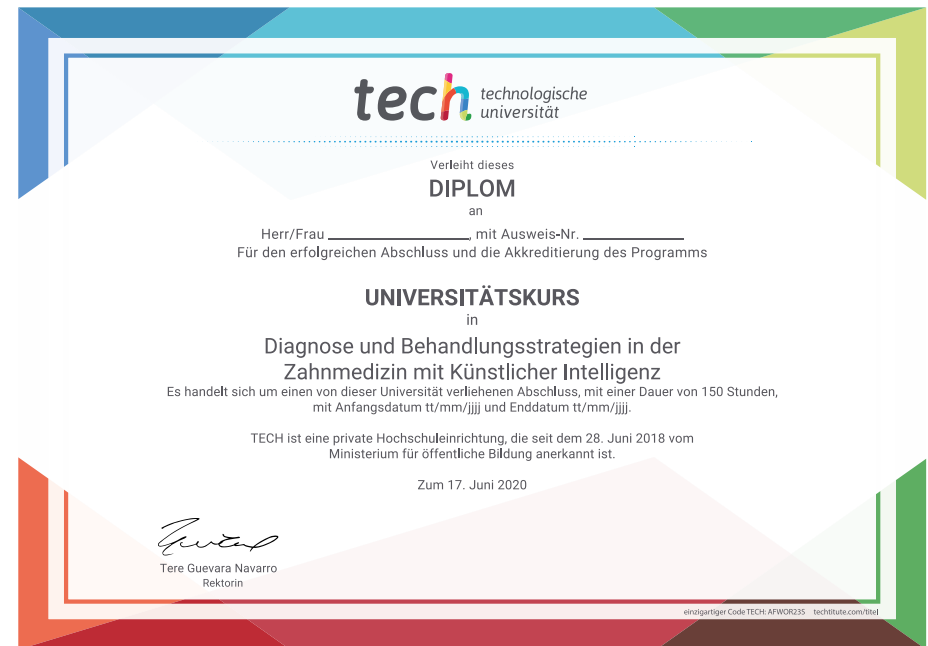 tech technologische
universität
Verleiht dieses
DIPLOM
an
Herr/Frau ____________, mit Ausweis-Nr. ____________
Für den erfolgreichen Abschluss und die Akkreditierung des Programms
UNIVERSITÄTSKURS
in
Diagnose und Behandlungsstrategien in der
Zahnmedizin mit Künstlicher Intelligenz
Es handelt sich um einen von dieser Universität verliehenen Abschluss, mit einer Dauer von 150 Stunden,
mit Anfangsdatum tt/mm/jjjj und Enddatum tt/mm/jjjj.
TECH ist eine private Hochschuleinrichtung, die seit dem 28. Juni 2018 vom
Ministerium für öffentliche Bildung anerkannt ist.
Zum 17. Juni 2020
Tere Guevara Navarro
Rektorin
einzigartiger Code TECH: AFWOR235 techtitute.com/titel